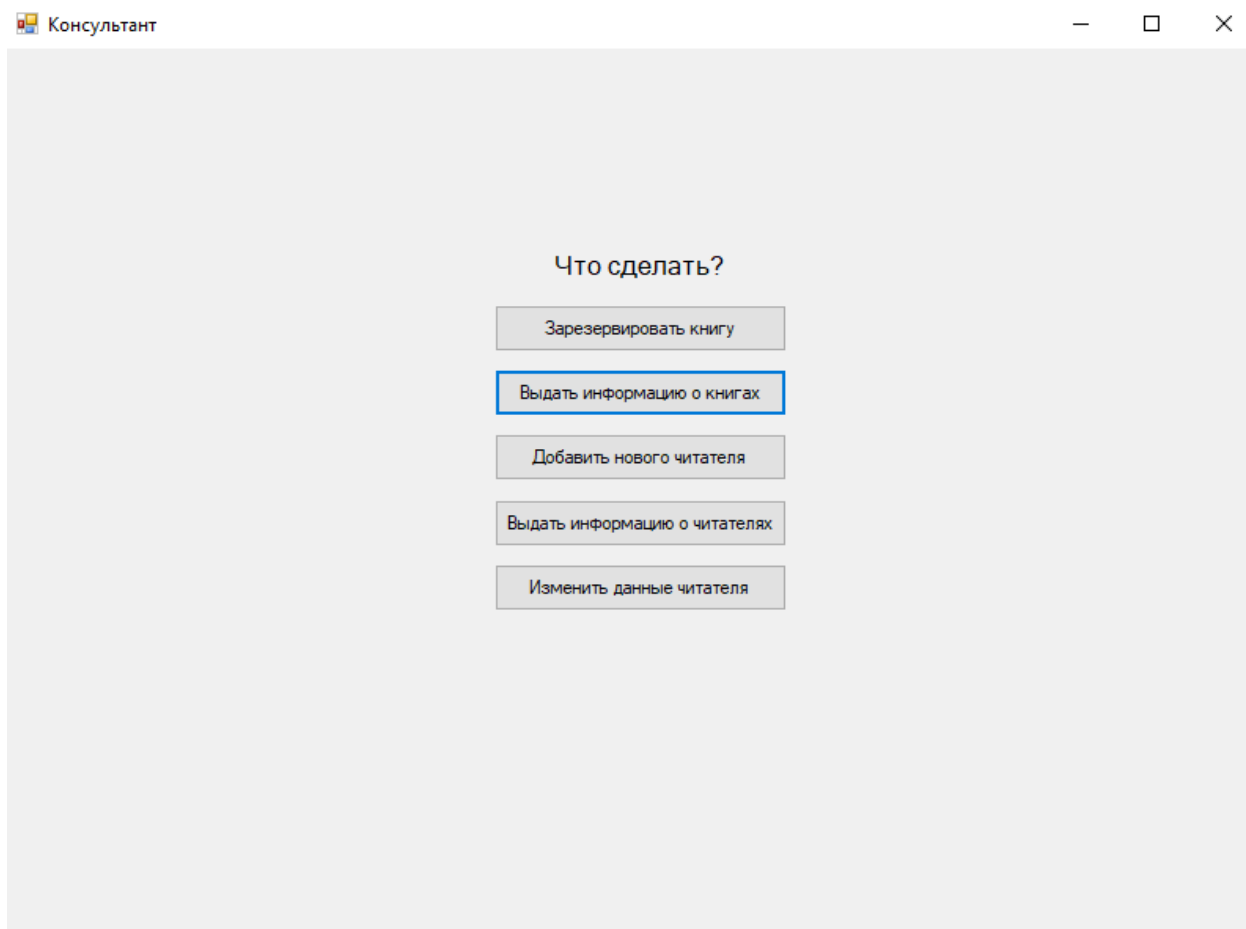 Консультант
Что сделать?
Зарезервировать книгу
Выдать информацию о книгах
Добавить нового читателя
Выдать информацию о читателях
Изменить данные читателя